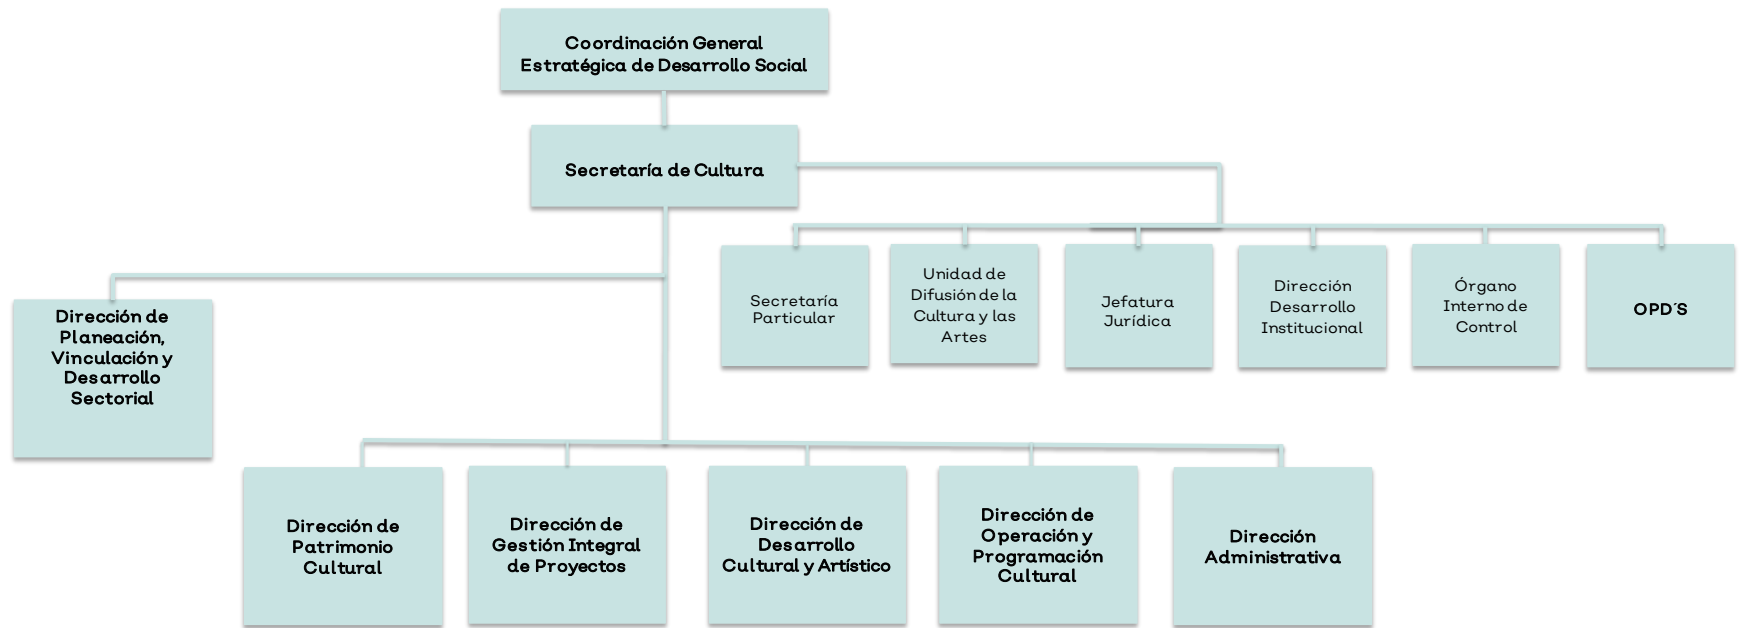 Coordinación General
Estratégica de Desarrollo Social
Secretaría de Cultura
Secretaría
Particular
Unidad de
Difusión de la
Cultura y las
Artes
Jefatura
Jurídica
Dirección
Desarrollo
Institucional
Órgano
Interno de
Control
OPD´S
Dirección de
Planeación,
Vinculación y
Desarrollo
Sectorial
Dirección de
Patrimonio
Cultural
Dirección de
Gestión Integral
de Proyectos
Dirección de
Desarrollo
Cultural y Artístico
Dirección de
Operación y
Programación
Cultural
Dirección
Administrativa